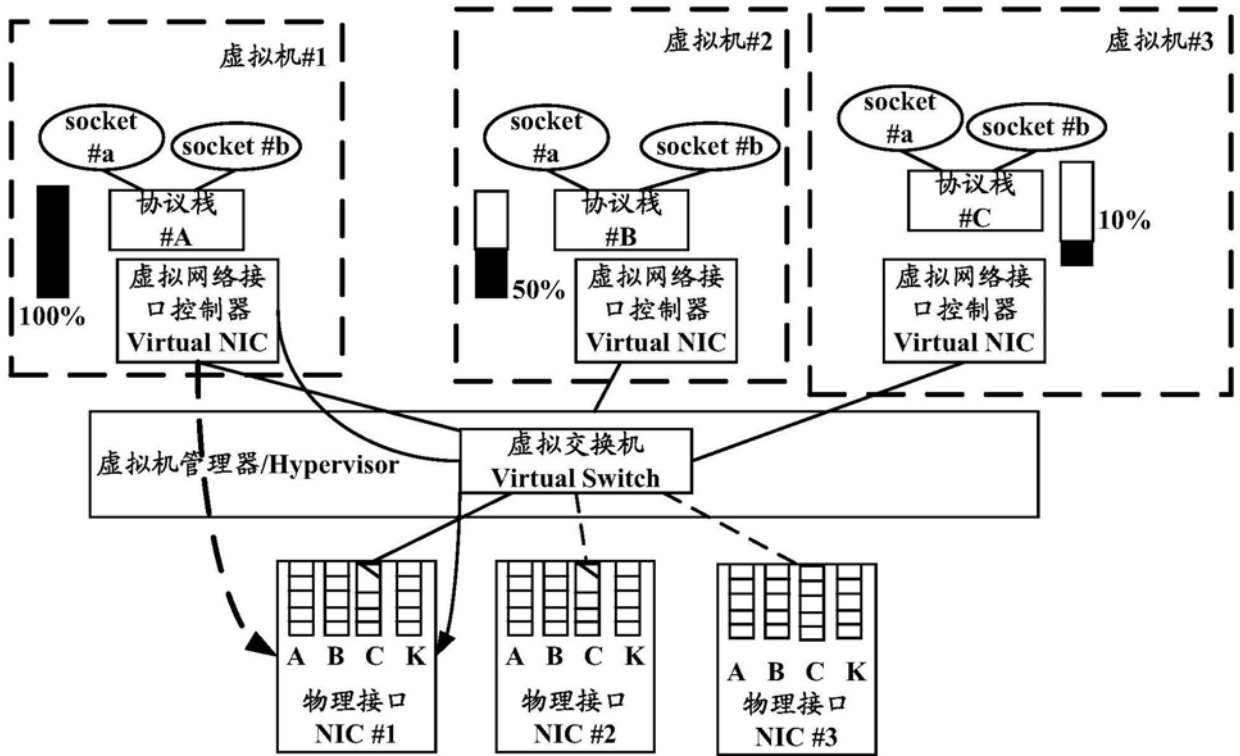 虚拟机#1
socket
#a
socket #b
协议栈
#A
100%
虚拟网络接
口控制器
Virtual NIC
虚拟机#2
socket
#a
socket #b
协议栈
#B
50%
虚拟网络接
口控制器
Virtual NIC
虚拟机#3
socket
#a
socket #b
协议栈
#C
10%
虚拟网络接
口控制器
Virtual NIC
虚拟机管理器/Hypervisor
虚拟交换机
Virtual Switch
A B C K
物理接口
NIC #1
A B C K
物理接口
NIC #2
A B C K
物理接口
NIC #3